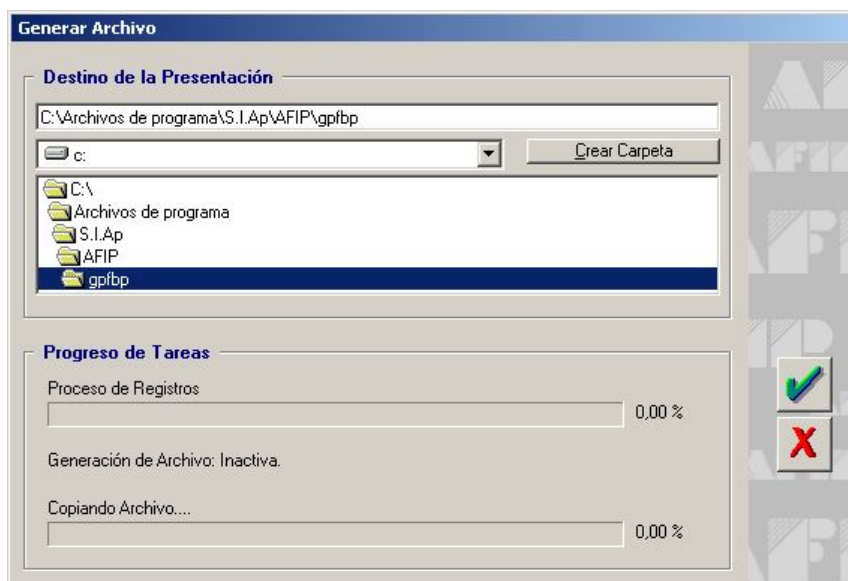 Generar Archivo
Destino de la Presentación
C:\Archivos de programa\S.I.Ap\AFIP\gpfbp
c:
Crear Carpeta
C:\
Archivos de programa
S.I.Ap
AFIP
gpfbp
Progreso de Tareas
Proceso de Registros
0,00 %
Generación de Archivo: Inactiva.
Copiando Archivo....
0,00 %